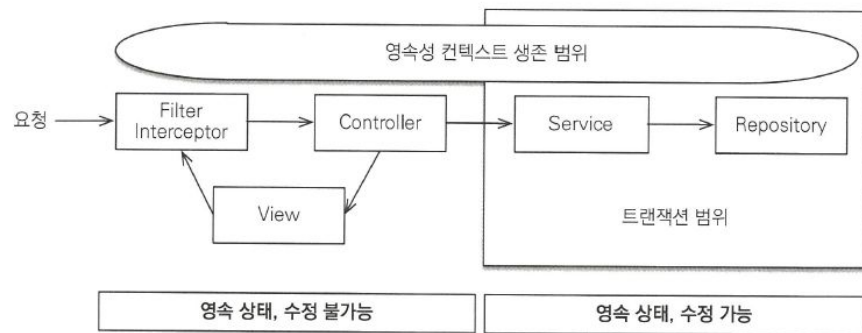 영속성 컨텍스트 생존 범위
요청
Filter
Interceptor
Controller
Service
Repository
View
트랜잭션 범위
영속 상태, 수정 불가능
영속 상태, 수정 가능